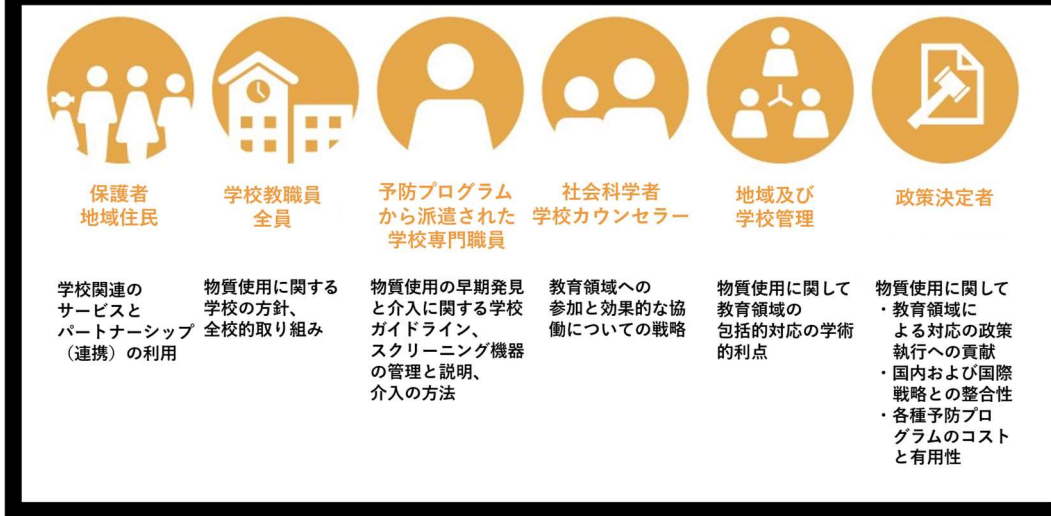 保護者
地域住民
学校教職員
全員
予防プログラム
から派遣された
学校専門職員
社会科学者
学校カウンセラー
地域及び
学校管理
政策決定者
学校関連の
サービスと
パートナーシップ
（連携）の利用
物質使用に関する
学校の方針、
全校的取り組み
物質使用の早期発見
と介入に関する学校
ガイドライン、
スクリーニング機器
の管理と説明、
介入の方法
教育領域への
参加と効果的な協
働についての戦略
物質使用に関して
教育領域の
包括的対応の学術
的利点
物質使用に関して
・教育領域に
よる対応の政策
執行への貢献
・国内および国際
戦略との整合性
・各種予防プロ
グラムのコスト
と有用性